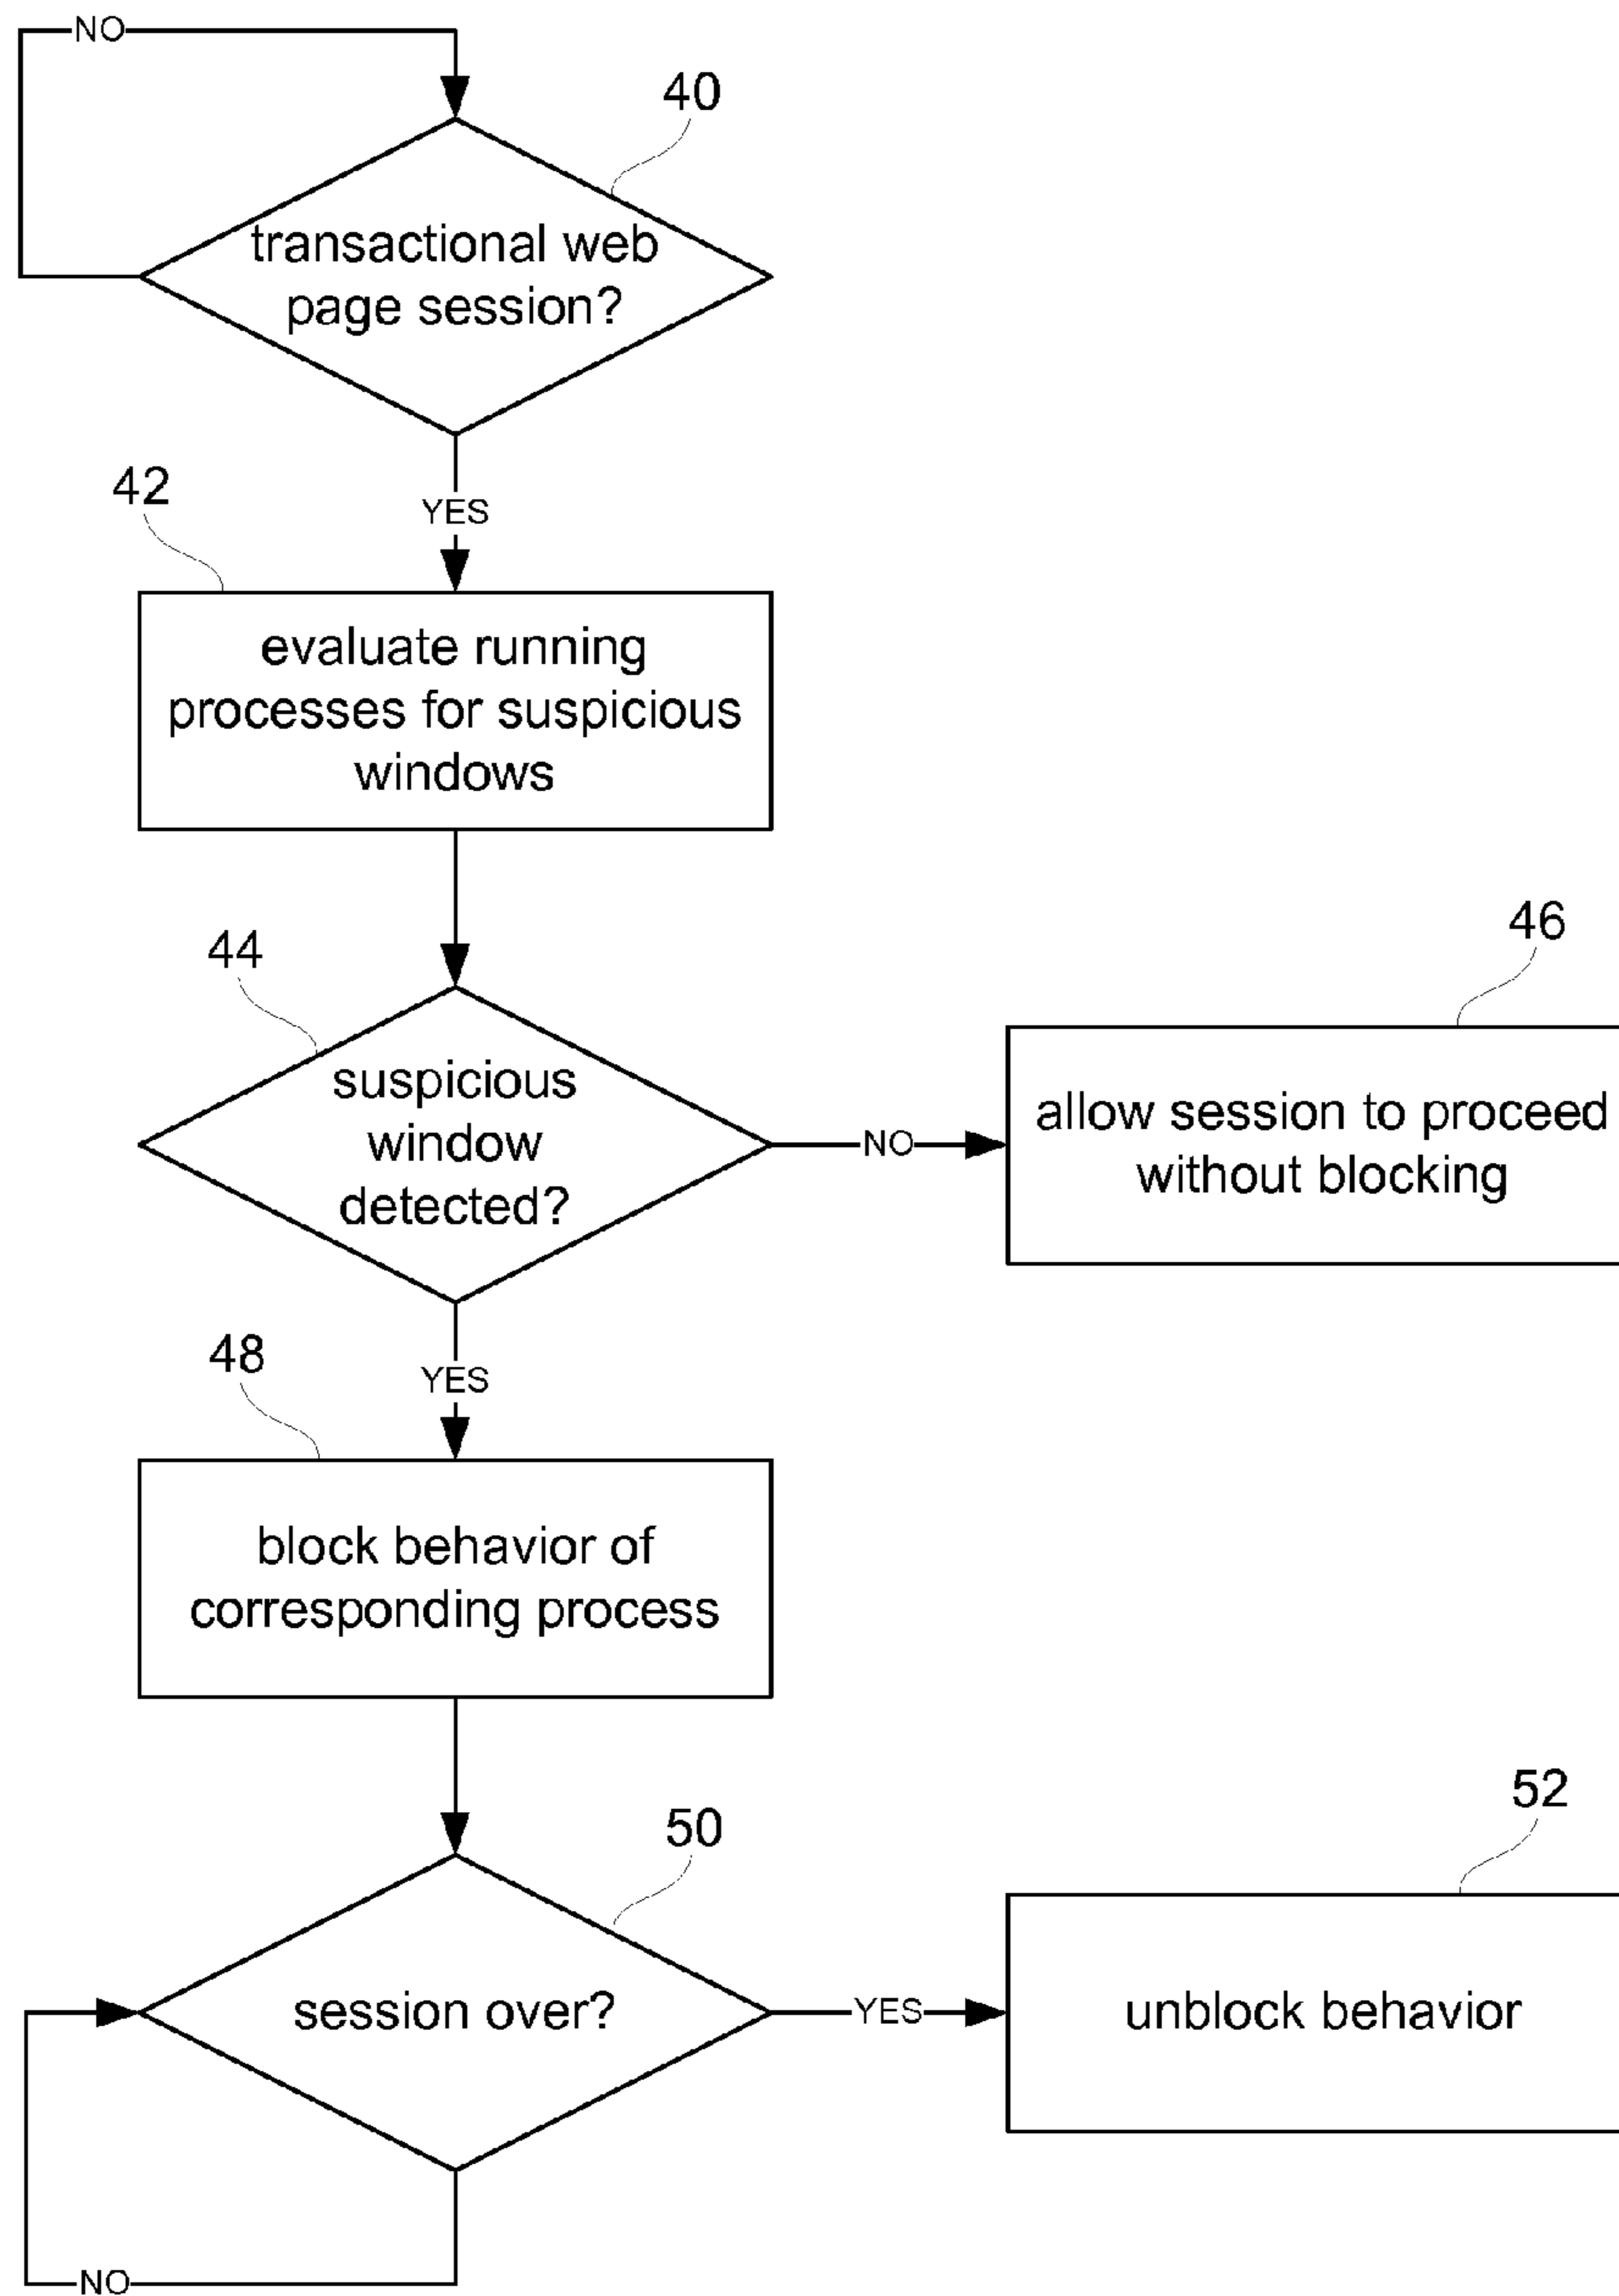 NO
40
transactional web
page session?
YES
42
evaluate running
processes for suspicious
windows
44
suspicious
window
detected?
NO
46
allow session to proceed
without blocking
YES
48
block behavior of
corresponding process
50
session over?
YES
52
unblock behavior
NO